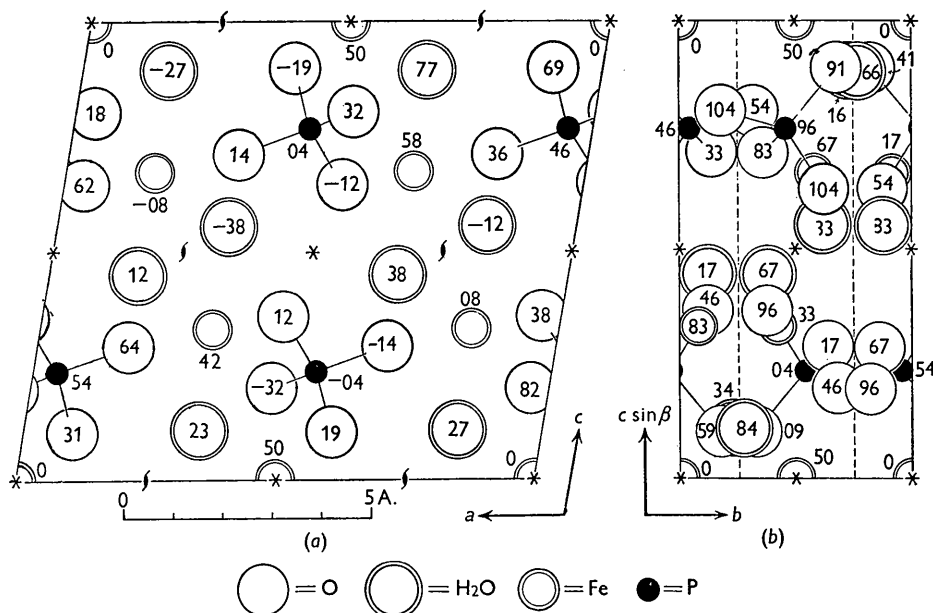 0 50 0
−27 −19 77 69
18 32
14 04 58 36 46
62 −12
−08
−38 −12
12 38
12 08 38
64 42 −14
54 −32 −04 82
31 23 19 27
0 50 0
0 5 A.
a c
(a)
0 50 91 66 41 0
16
104 54
46 96
33 83 67 17
104 54
33 33
17 67
46 96
83 33
17 67
04 54
46 96
34
59 84 09
0 50 0
c sin β
b
(b)
= O = H2O = Fe = P